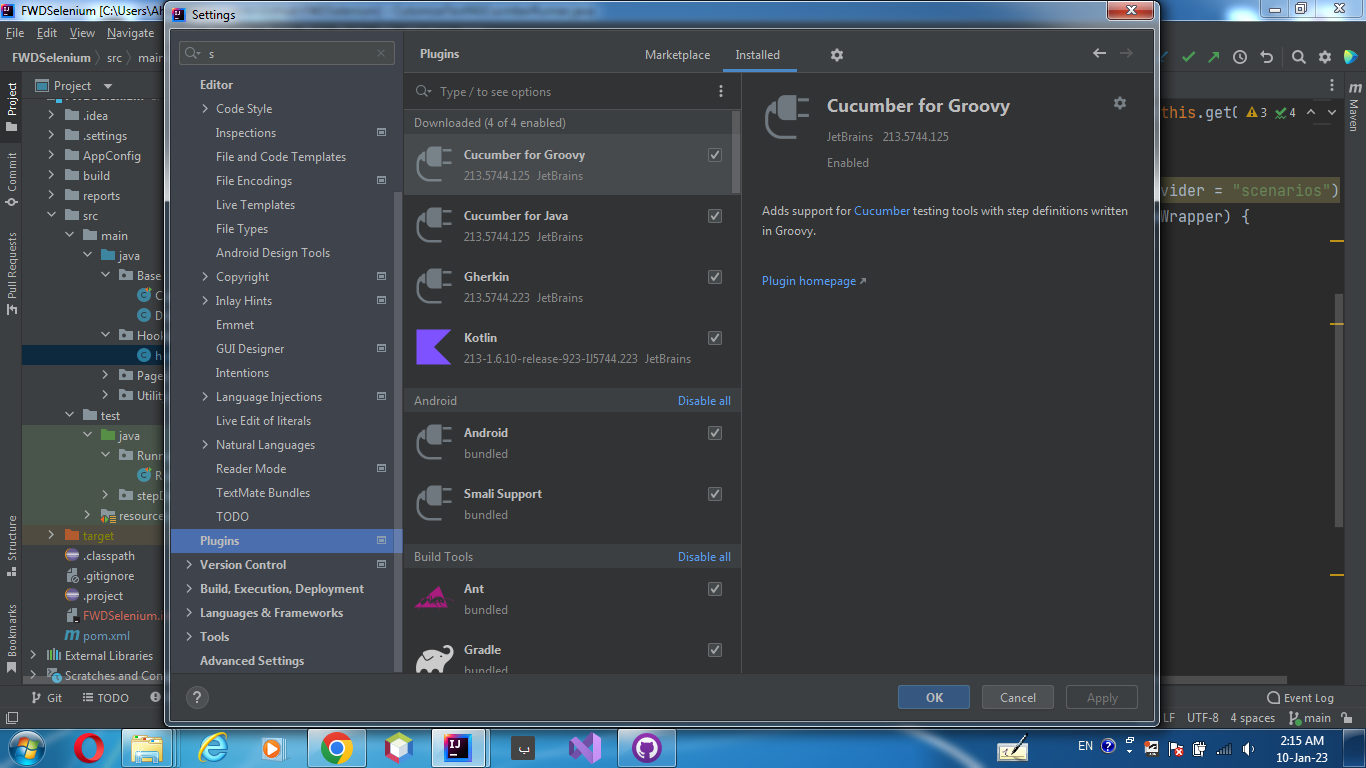 FWDSelenium [C:\Users\Ah
Settings
File Edit View Navigate
FWDSelenium
src
main
Project
Project
Commit
Pull Requests
Structure
Bookmarks
.idea
.settings
AppConfig
build
reports
src
main
java
Base
C
D
Hook
h
Page
Utilit
test
java
Runn
R
stepD
resource
target
.classpath
.gitignore
.project
FWDSelenium.i
pom.xml
External Libraries
Scratches and Con
Git
TODO
s
Editor
Code Style
Inspections
File and Code Templates
File Encodings
Live Templates
File Types
Android Design Tools
Copyright
Inlay Hints
Emmet
GUI Designer
Intentions
Language Injections
Live Edit of literals
Natural Languages
Reader Mode
TextMate Bundles
TODO
Plugins
Version Control
Build, Execution, Deployment
Languages & Frameworks
Tools
Advanced Settings
?
Plugins
Marketplace
Installed
Type / to see options
Downloaded (4 of 4 enabled)
Cucumber for Groovy
213.5744.125 JetBrains
Cucumber for Java
213.5744.125 JetBrains
Gherkin
213.5744.223 JetBrains
Kotlin
213-1.6.10-release-923-IJ5744.223 JetBrains
Android
Disable all
Android
bundled
Smali Support
bundled
Build Tools
Disable all
Ant
bundled
Gradle
bundled
Cucumber for Groovy
JetBrains 213.5744.125
Enabled
Adds support for Cucumber testing tools with step definitions written
in Groovy.
Plugin homepage
OK
Cancel
Apply
this.get(
3
4
vider = "scenarios")
Wrapper) {
m
Maven
Event Log
LF UTF-8 4 spaces main
IJ
ب
EN
?
2:15 AM
10-Jan-23